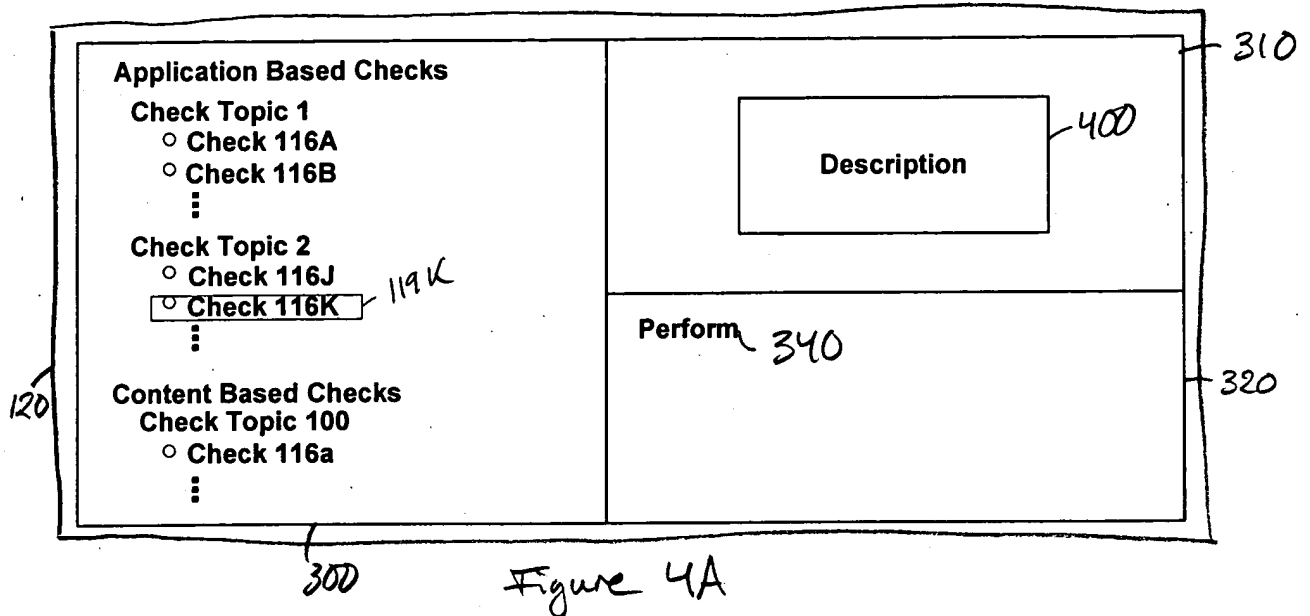 Application Based Checks
Check Topic 1
Check 116A
Check 116B
Check Topic 2
Check 116J
Check 116K
119K
Content Based Checks
Check Topic 100
Check 116a
310
400
Description
Perform 340
320
120
300
Figure 4A